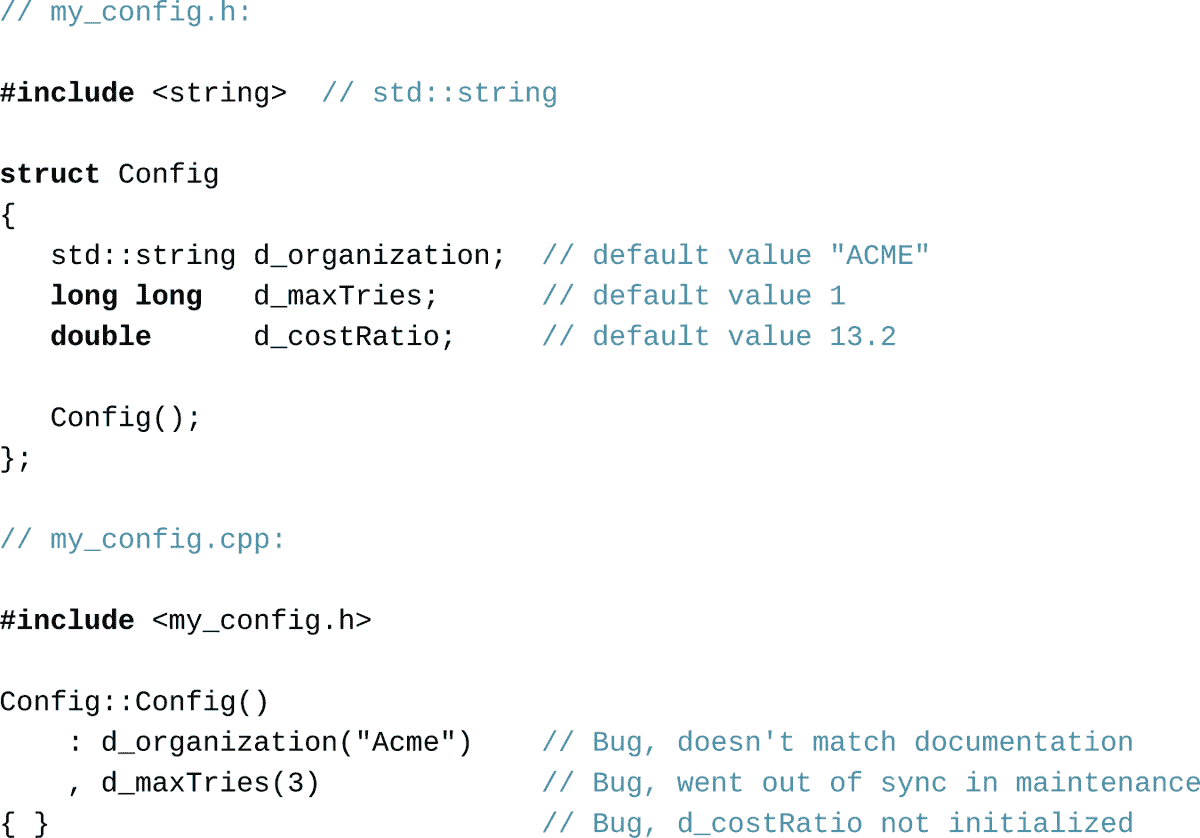 // my_config.h:
#include <string>  // std::string
struct Config
{
   std::string d_organization;  // default value "ACME"
   long long   d_maxTries;      // default value 1
   double      d_costRatio;     // default value 13.2
   Config();
};
// my_config.cpp:
#include <my_config.h>
Config::Config()
    : d_organization("Acme")    // Bug, doesn't match documentation
    , d_maxTries(3)             // Bug, went out of sync in maintenance
{ }                             // Bug, d_costRatio not initialized